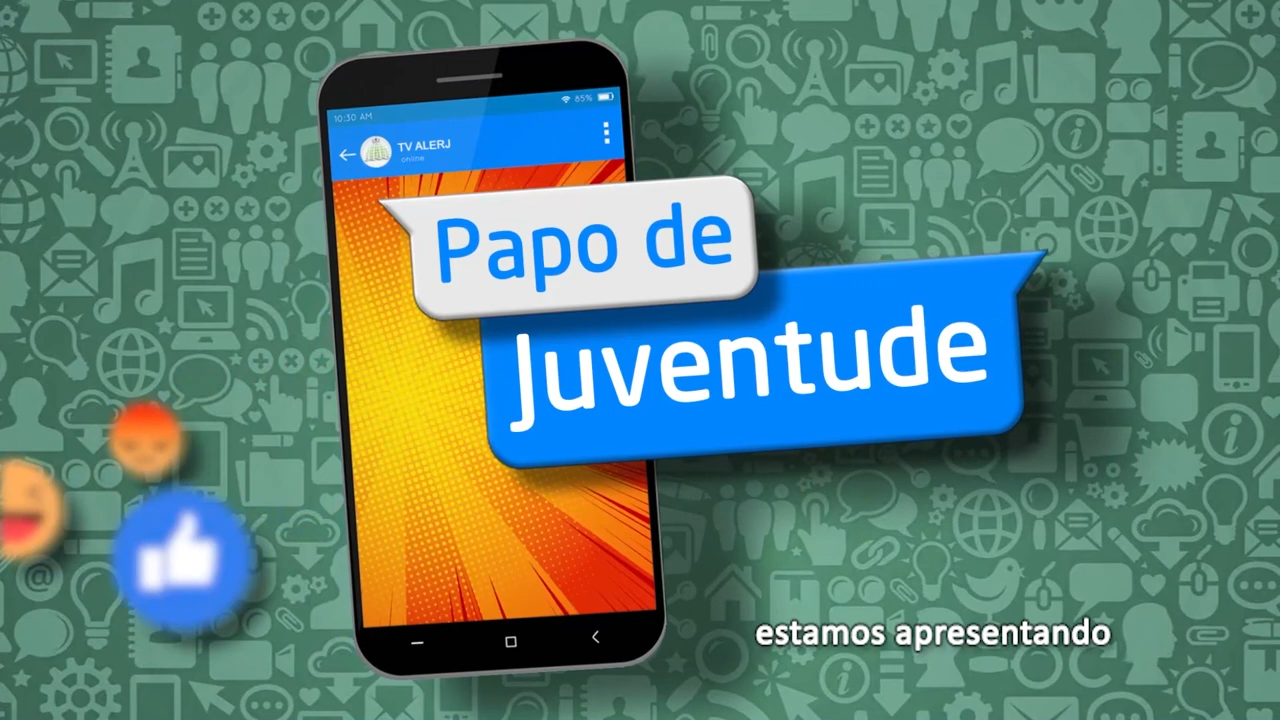 10:30 AM
85%
TV ALERJ
online
Papo de
Juventude
estamos apresentando